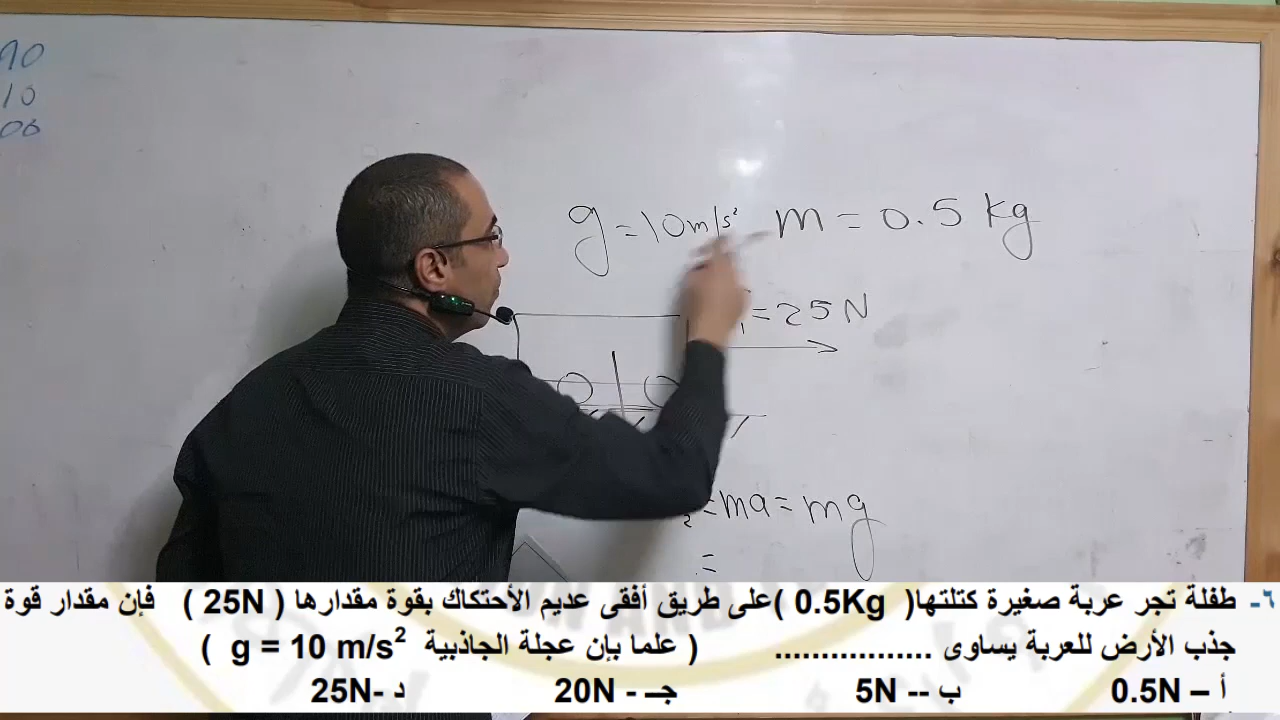 10
10
g = 10 m/s² m = 0.5 kg
= 25 N
2 = ma = mg
=
٦- طفلة تجر عربة صغيرة كتلتها( 0.5Kg )على طريق أفقى عديم الأحتكاك بقوة مقدارها ( 25N ) فإن مقدار قوة
جذب الأرض للعربة يساوى ................. ( علما بإن عجلة الجاذبية g = 10 m/s² )
أ – 0.5N ب -- 5N جـ - 20N د -25N